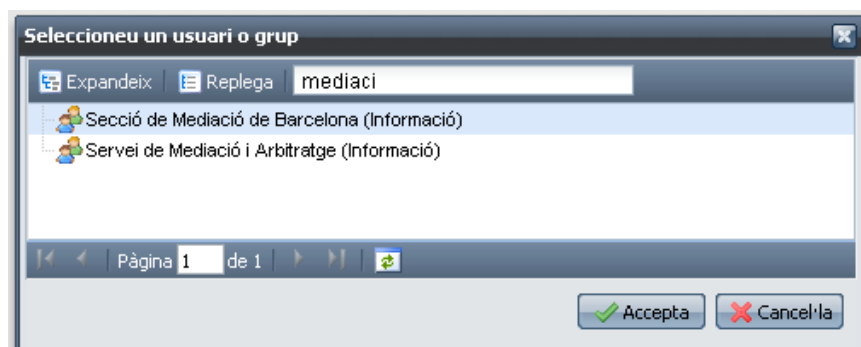 Seleccioneu un usuari o grup
Expandeix Replega mediaci
Secció de Mediació de Barcelona (Informació)
Servei de Mediació i Arbitratge (Informació)
Pàgina 1 de 1
Accepta Cancel·la